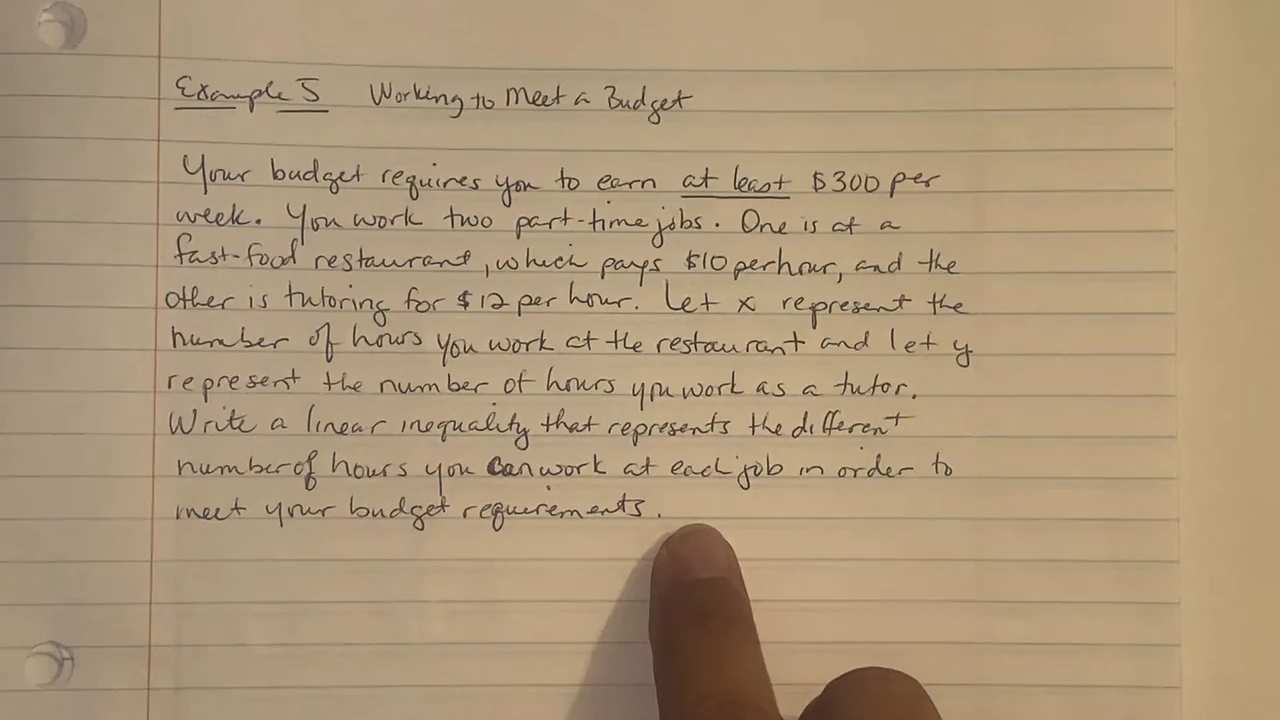 Example 5 Working to Meet a Budget
Your budget requires you to earn at least $300 per
week. You work two part-time jobs. One is at a
fast-food restaurant, which pays $10 per hour, and the
other is tutoring for $12 per hour. Let x represent the
number of hours you work at the restaurant and let y
represent the number of hours you work as a tutor.
Write a linear inequality that represents the different
number of hours you can work at each job in order to
meet your budget requirements.